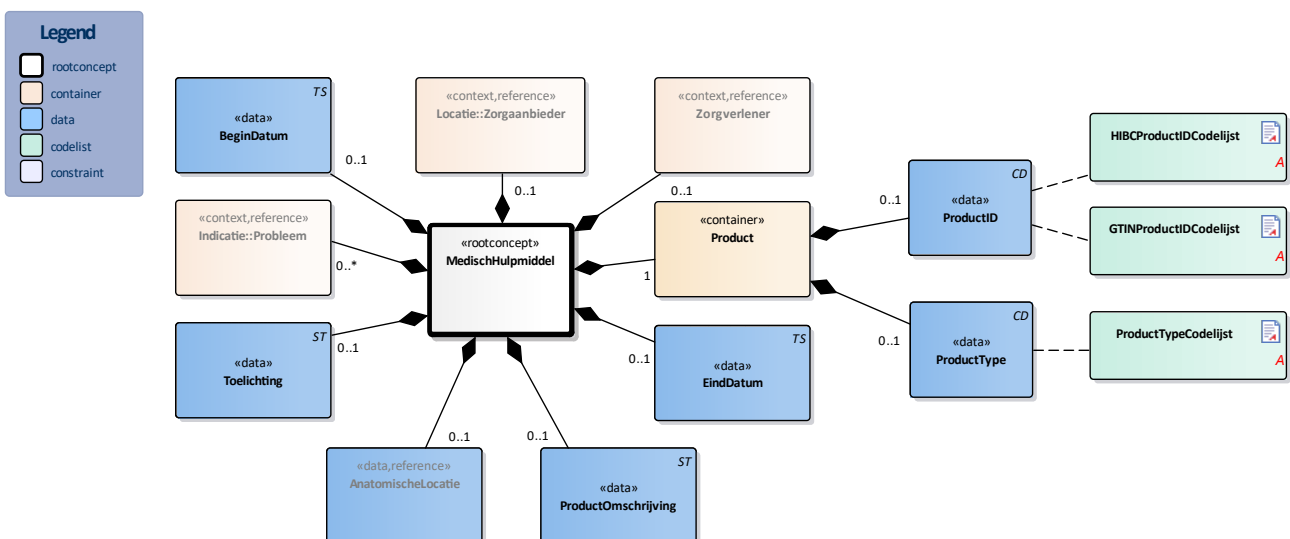 Legend
rootconcept
container
data
codelist
constraint
TS
«data»
BeginDatum
0..1
«context,reference»
Locatie::Zorgaanbieder
0..1
«context,reference»
Zorgverlener
0..1
«context,reference»
Indicatie::Probleem
0..*
«rootconcept»
MedischHulpmiddel
«container»
Product
1
0..1
CD
«data»
ProductID
HIBCProductIDCodelijst
A
GTINProductIDCodelijst
A
ST
«data»
Toelichting
0..1
TS
«data»
EindDatum
0..1
0..1
CD
«data»
ProductType
ProductTypeCodelijst
A
0..1
«data,reference»
AnatomischeLocatie
0..1
ST
«data»
ProductOmschrijving